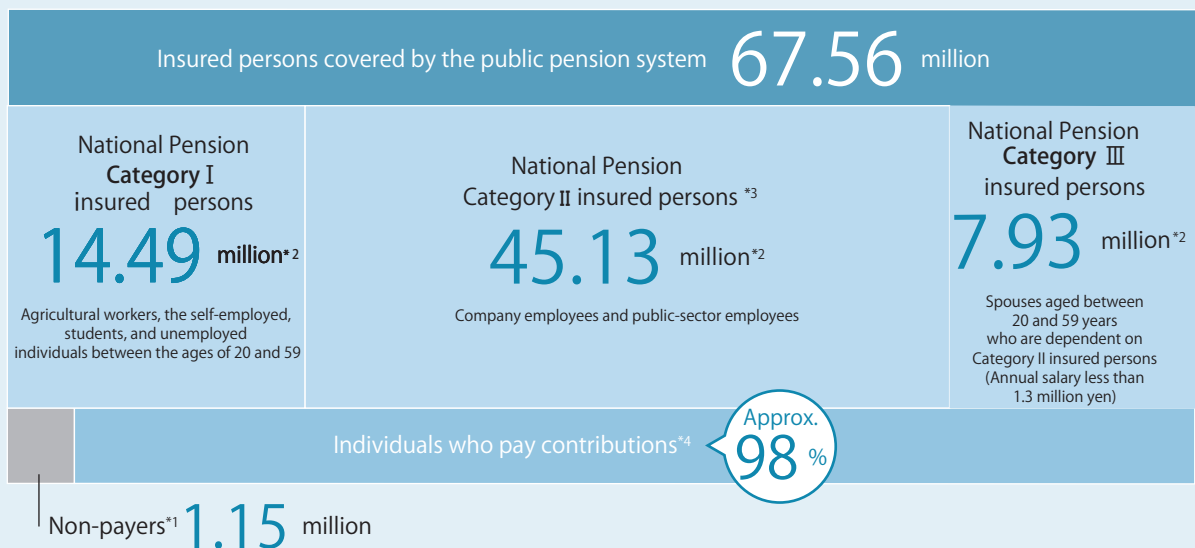 Insured persons covered by the public pension system 67.56 million
National Pension
Category Ⅰ
insured persons
14.49 million*2
Agricultural workers, the self-employed,
students, and unemployed
individuals between the ages of 20 and 59
National Pension
Category Ⅱ insured persons *3
45.13 million*2
Company employees and public-sector employees
National Pension
Category Ⅲ
insured persons
7.93 million*2
Spouses aged between
20 and 59 years
who are dependent on
Category Ⅱ insured persons
(Annual salary less than
1.3 million yen)
Individuals who pay contributions*4
Approx.
98 %
Non-payers*1 1.15 million